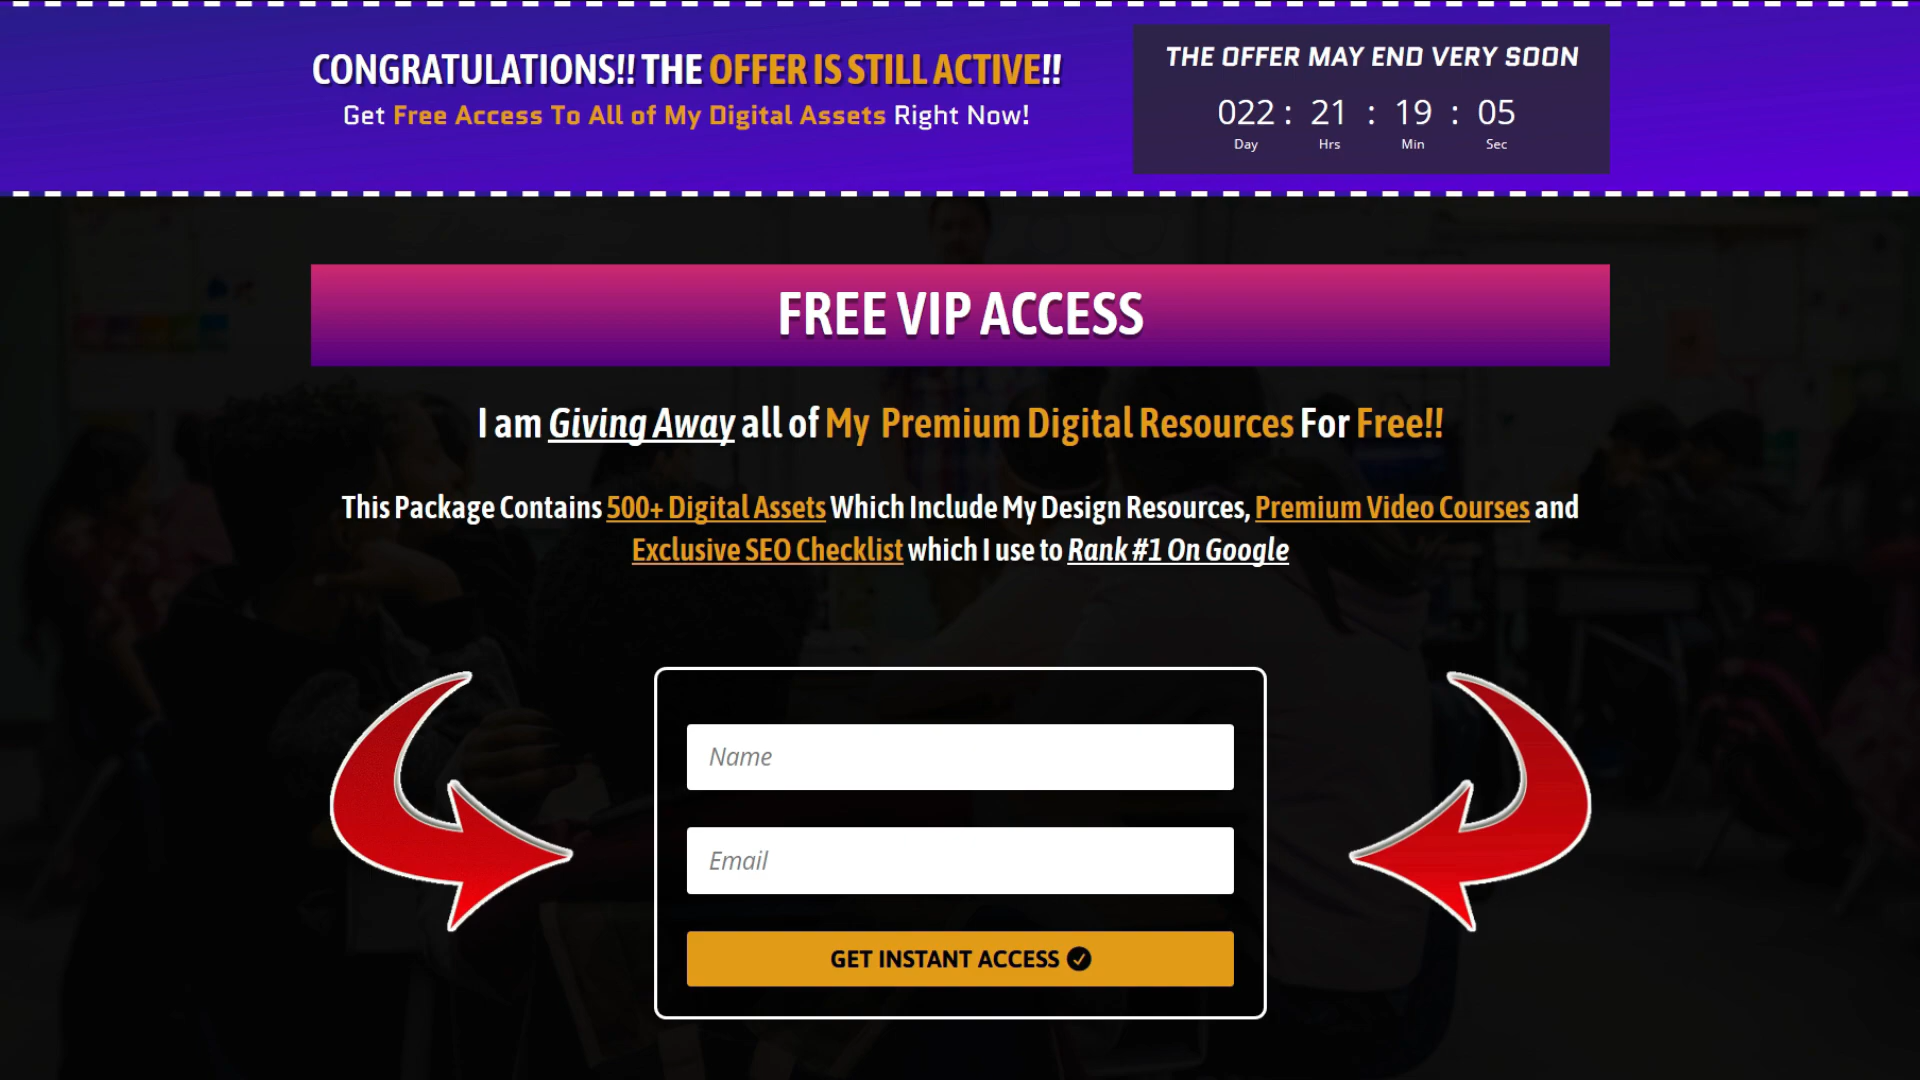 CONGRATULATIONS!! THE OFFER IS STILL ACTIVE!!
Get Free Access To All of My Digital Assets Right Now!
THE OFFER MAY END VERY SOON
022 : 21 : 19 : 05
Day Hrs Min Sec
FREE VIP ACCESS
I am Giving Away all of My Premium Digital Resources For Free!!
This Package Contains 500+ Digital Assets Which Include My Design Resources, Premium Video Courses and
Exclusive SEO Checklist which I use to Rank #1 On Google
Name
Email
GET INSTANT ACCESS